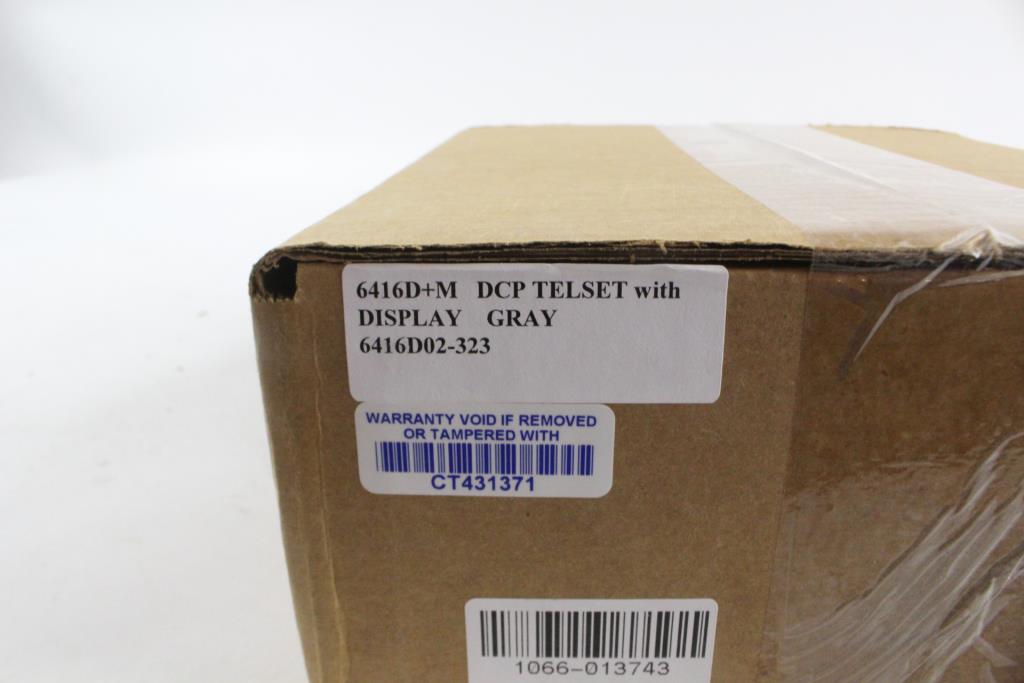 6416D+M DCP TELSET with
DISPLAY GRAY
6416D02-323
WARRANTY VOID IF REMOVED
OR TAMPERED WITH
CT431371
1066-013743